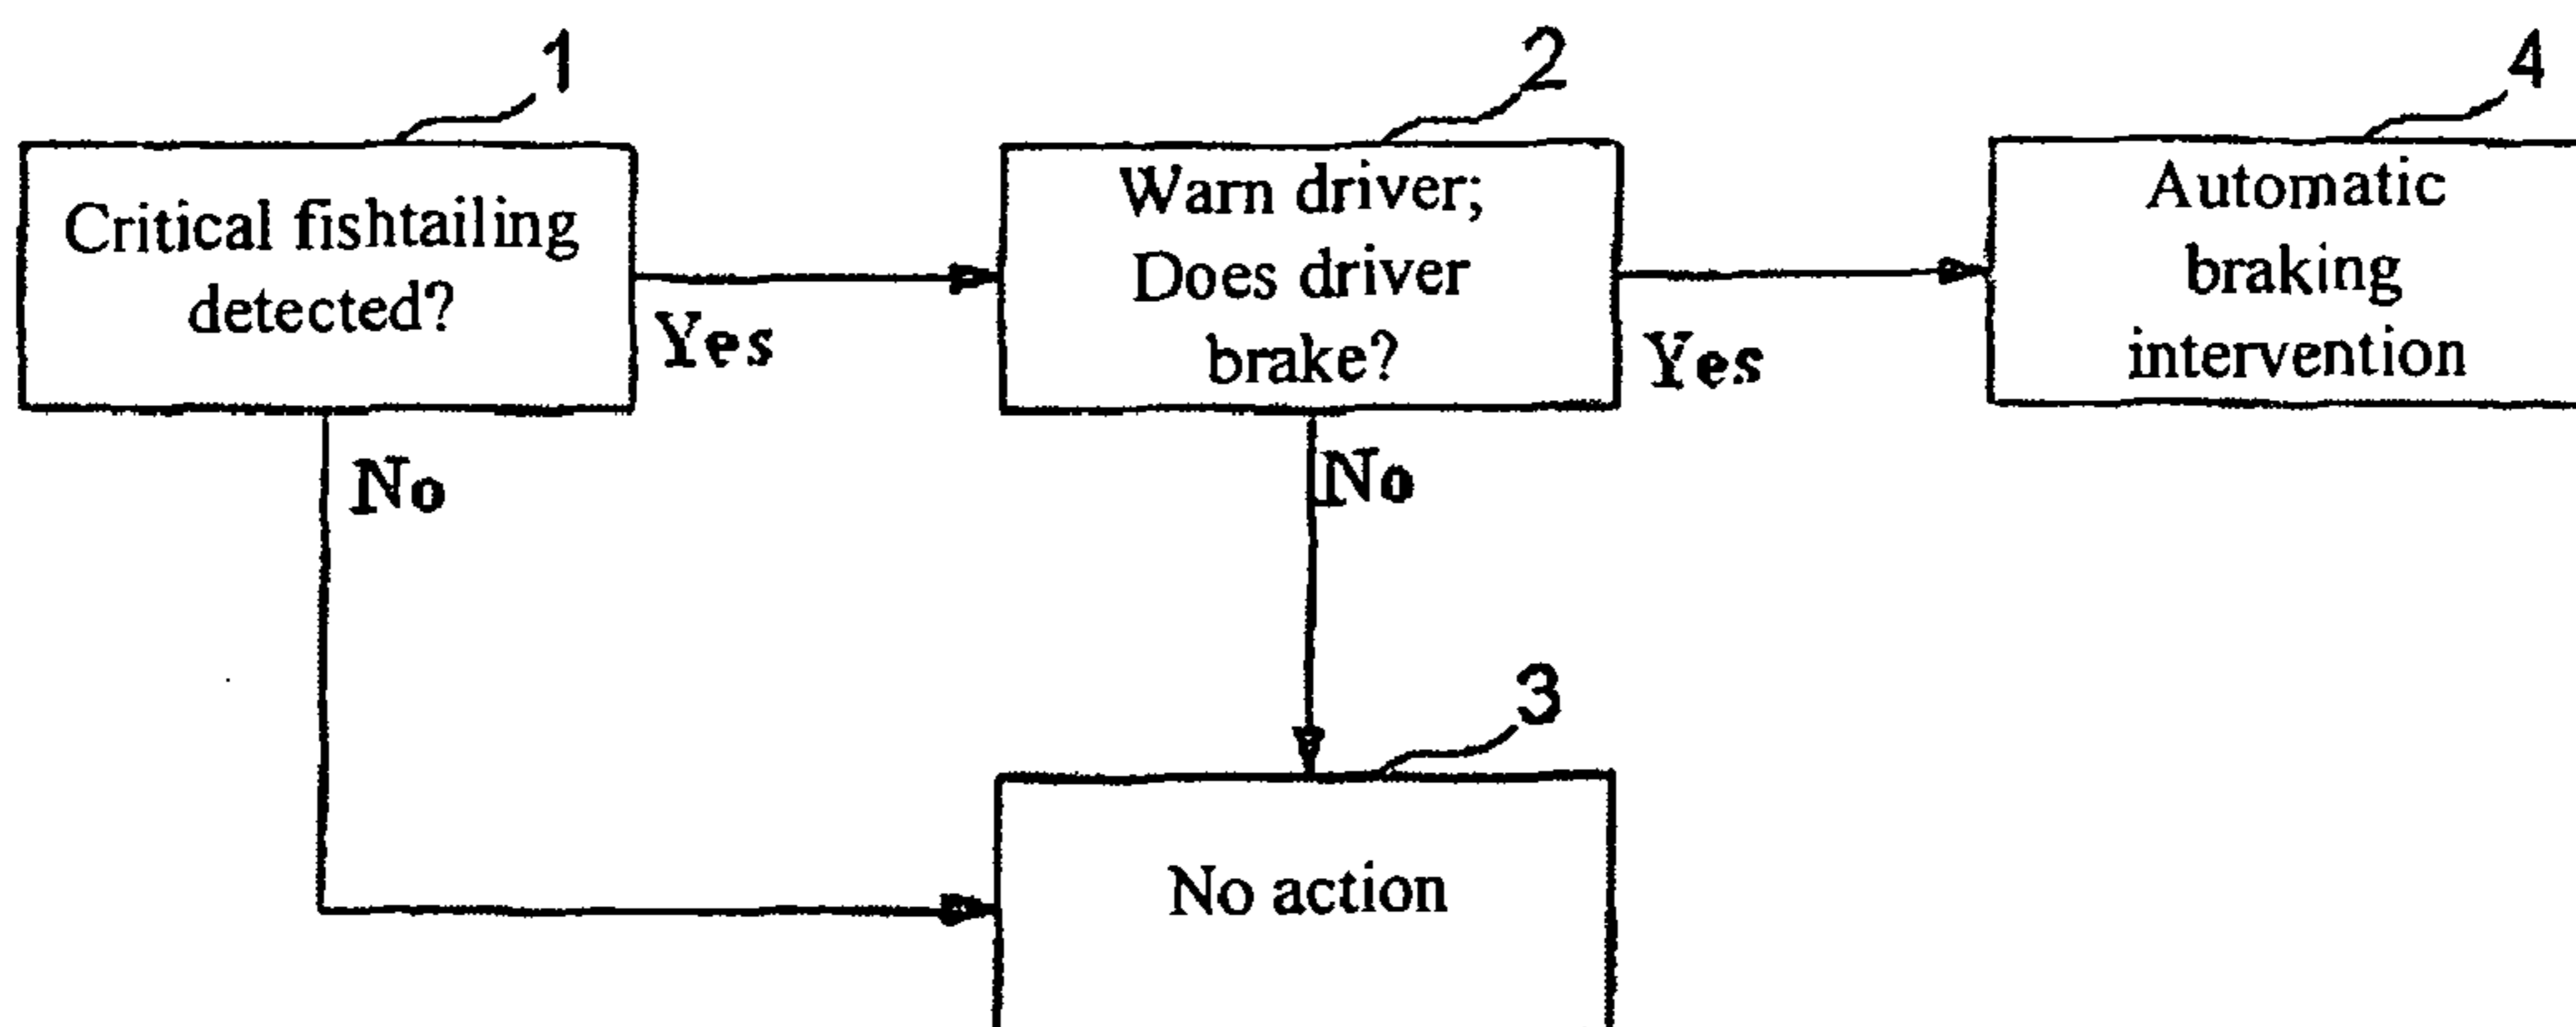 1
2
4
Critical fishtailing
detected?
Yes
Warn driver;
Does driver
brake?
Yes
Automatic
braking
intervention
No
No
3
No action